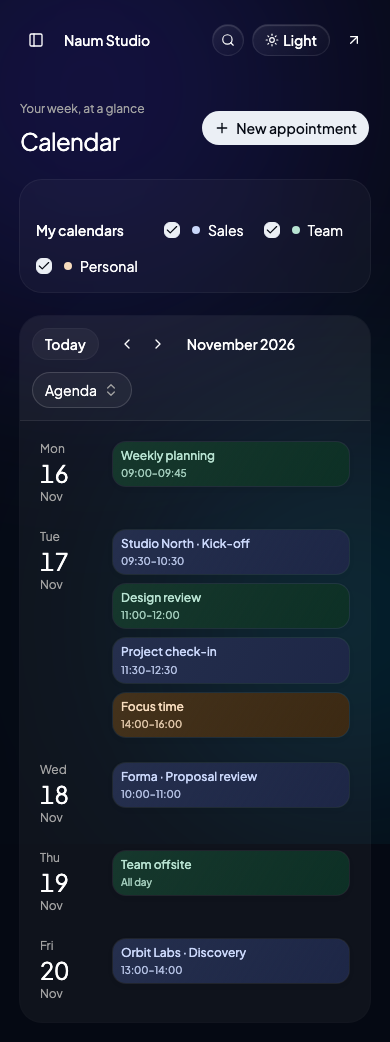 Naum Studio
Light
Your week, at a glance
Calendar
New appointment
My calendars
Sales
Team
Personal
Today
November 2026
Agenda
Mon
16
Nov
Weekly planning
09:00–09:45
Tue
17
Nov
Studio North · Kick-off
09:30–10:30
Design review
11:00–12:00
Project check-in
11:30–12:30
Focus time
14:00–16:00
Wed
18
Nov
Forma · Proposal review
10:00–11:00
Thu
19
Nov
Team offsite
All day
Fri
20
Nov
Orbit Labs · Discovery
13:00–14:00